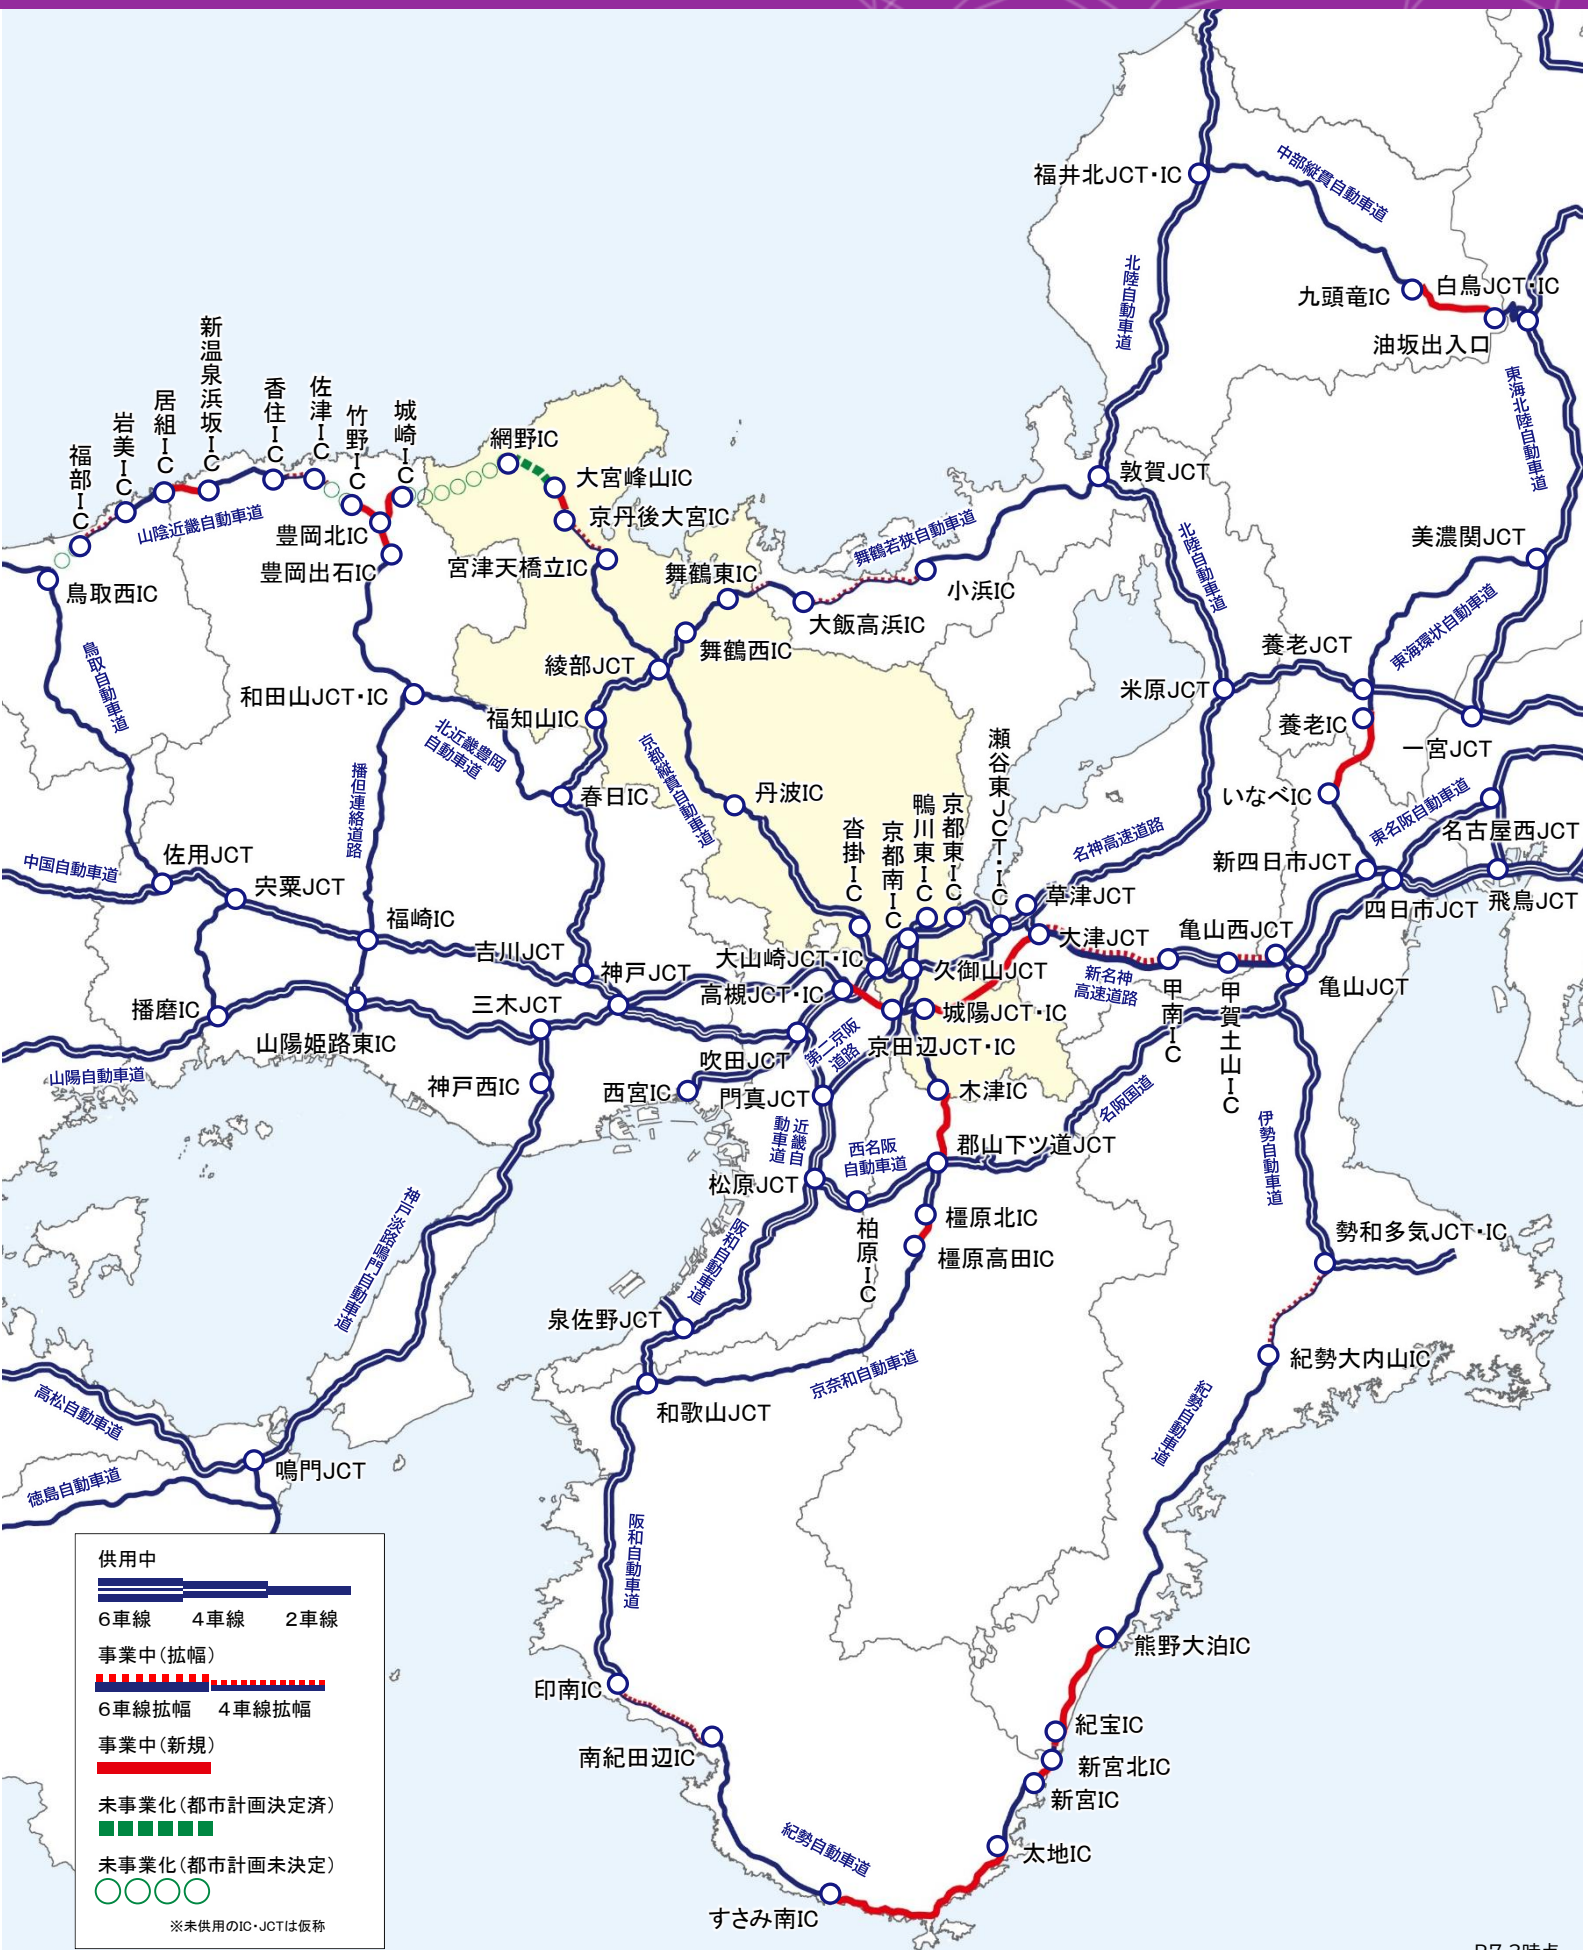 福井北JCT・IC
中部縦貫自動車道
北陸自動車道
九頭竜IC
白鳥JCT・IC
油坂出入口
東海北陸自動車道
新温泉浜坂IC
香住IC
佐津IC
居組IC
岩美IC
竹野IC
城崎IC
福部IC
網野IC
大宮峰山IC
敦賀JCT
山陰近畿自動車道
豊岡北IC
京丹後大宮IC
舞鶴若狭自動車道
北陸自動車道
美濃関JCT
豊岡出石IC
宮津天橋立IC
舞鶴東IC
小浜IC
鳥取西IC
大飯高浜IC
東海環状自動車道
鳥取自動車道
舞鶴西IC
養老JCT
綾部JCT
和田山JCT・IC
米原JCT
福知山IC
養老IC
北近畿豊岡
自動車道
京都縦貫自動車道
瀬谷東JCT・IC
一宮JCT
播但連絡道路
春日IC
丹波IC
いなべIC
東名阪自動車道
沓掛IC
京都南IC
鴨川東IC
京都東IC
名神高速道路
名古屋西JCT
中国自動車道
佐用JCT
新四日市JCT
宍粟JCT
草津JCT
四日市JCT
飛鳥JCT
福崎IC
大津JCT
亀山西JCT
吉川JCT
神戸JCT
大山崎JCT・IC
久御山JCT
新名神
高速道路
亀山JCT
高槻JCT・IC
甲南IC
甲賀土山IC
播磨IC
三木JCT
城陽JCT・IC
山陽姫路東IC
第二京阪
道路
京田辺JCT・IC
吹田JCT
山陽自動車道
神戸西IC
西宮IC
門真JCT
木津IC
名阪国道
近畿自
動車道
西名阪
自動車道
郡山下ツ道JCT
伊勢自動車道
松原JCT
神戸淡路鳴門自動車道
阪和自動車道
柏原IC
橿原北IC
橿原高田IC
勢和多気JCT・IC
泉佐野JCT
紀勢大内山IC
京奈和自動車道
高松自動車道
和歌山JCT
紀勢自動車道
鳴門JCT
徳島自動車道
阪和自動車道
熊野大泊IC
印南IC
紀宝IC
南紀田辺IC
新宮北IC
新宮IC
紀勢自動車道
太地IC
すさみ南IC
供用中
6車線 4車線 2車線
事業中(拡幅)
6車線拡幅 4車線拡幅
事業中(新規)
未事業化(都市計画決定済)
未事業化(都市計画未決定)
※未供用のIC・JCTは仮称
R7.3時点